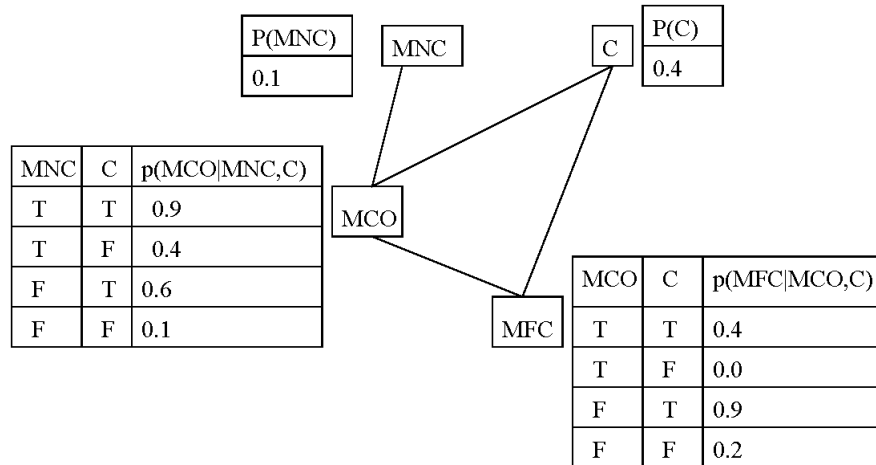 P(MNC)
0.1
MNC
C
P(C)
0.4
MNC C p(MCO|MNC,C)
T T 0.9
T F 0.4
F T 0.6
F F 0.1
MCO
MFC
MCO C p(MFC|MCO,C)
T T 0.4
T F 0.0
F T 0.9
F F 0.2